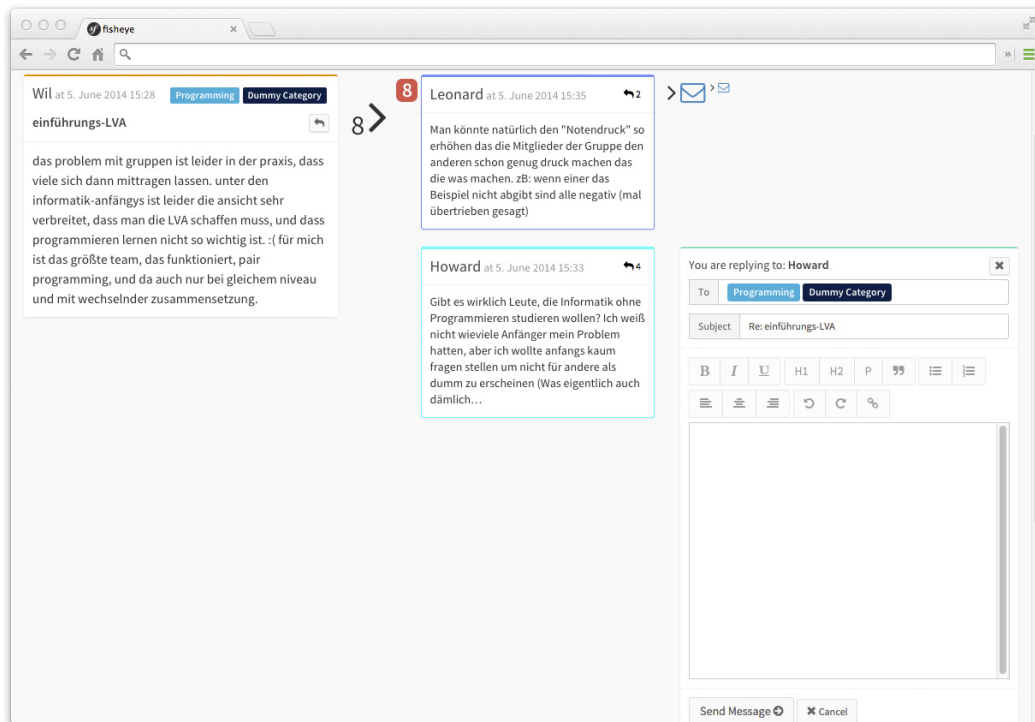 fisheye
Wil at 5. June 2014 15:28 Programming Dummy Category
einführungs-LVA
das problem mit gruppen ist leider in der praxis, dass
viele sich dann mittragen lassen. unter den
informatik-anfängys ist leider die ansicht sehr
verbreitet, dass man die LVA schaffen muss, und dass
programmieren lernen nicht so wichtig ist. :( für mich
ist das größte team, das funktioniert, pair
programming, und da auch nur bei gleichem niveau
und mit wechselnder zusammensetzung.
8
8
Leonard at 5. June 2014 15:35 2
Man könnte natürlich den "Notendruck" so
erhöhen das die Mitglieder der Gruppe den
anderen schon genug druck machen das
die was machen. zB: wenn einer das
Beispiel nicht abgibt sind alle negativ (mal
übertrieben gesagt)
Howard at 5. June 2014 15:33 4
Gibt es wirklich Leute, die Informatik ohne
Programmieren studieren wollen? Ich weiß
nicht wieviele Anfänger mein Problem
hatten, aber ich wollte anfangs kaum
fragen stellen um nicht für andere als
dumm zu erscheinen (Was eigentlich auch
dämlich…
You are replying to: Howard
To Programming Dummy Category
Subject Re: einführungs-LVA
B I U H1 H2 P
Send Message Cancel